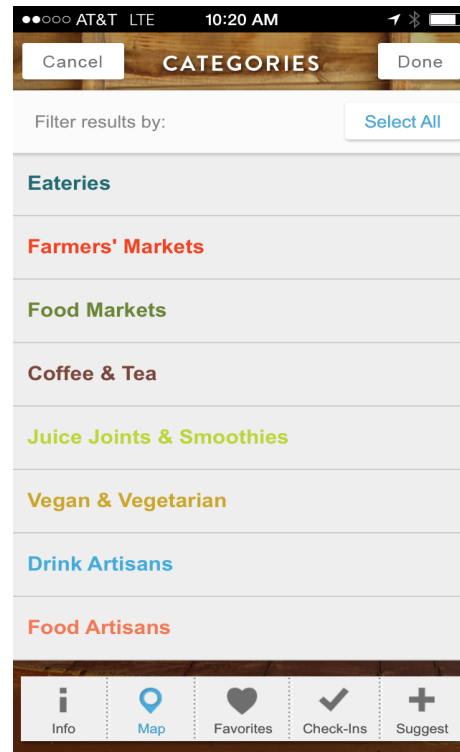 AT&T LTE 10:20 AM
Cancel CATEGORIES Done
Filter results by: Select All
Eateries
Farmers' Markets
Food Markets
Coffee & Tea
Juice Joints & Smoothies
Vegan & Vegetarian
Drink Artisans
Food Artisans
Info Map Favorites Check-Ins Suggest